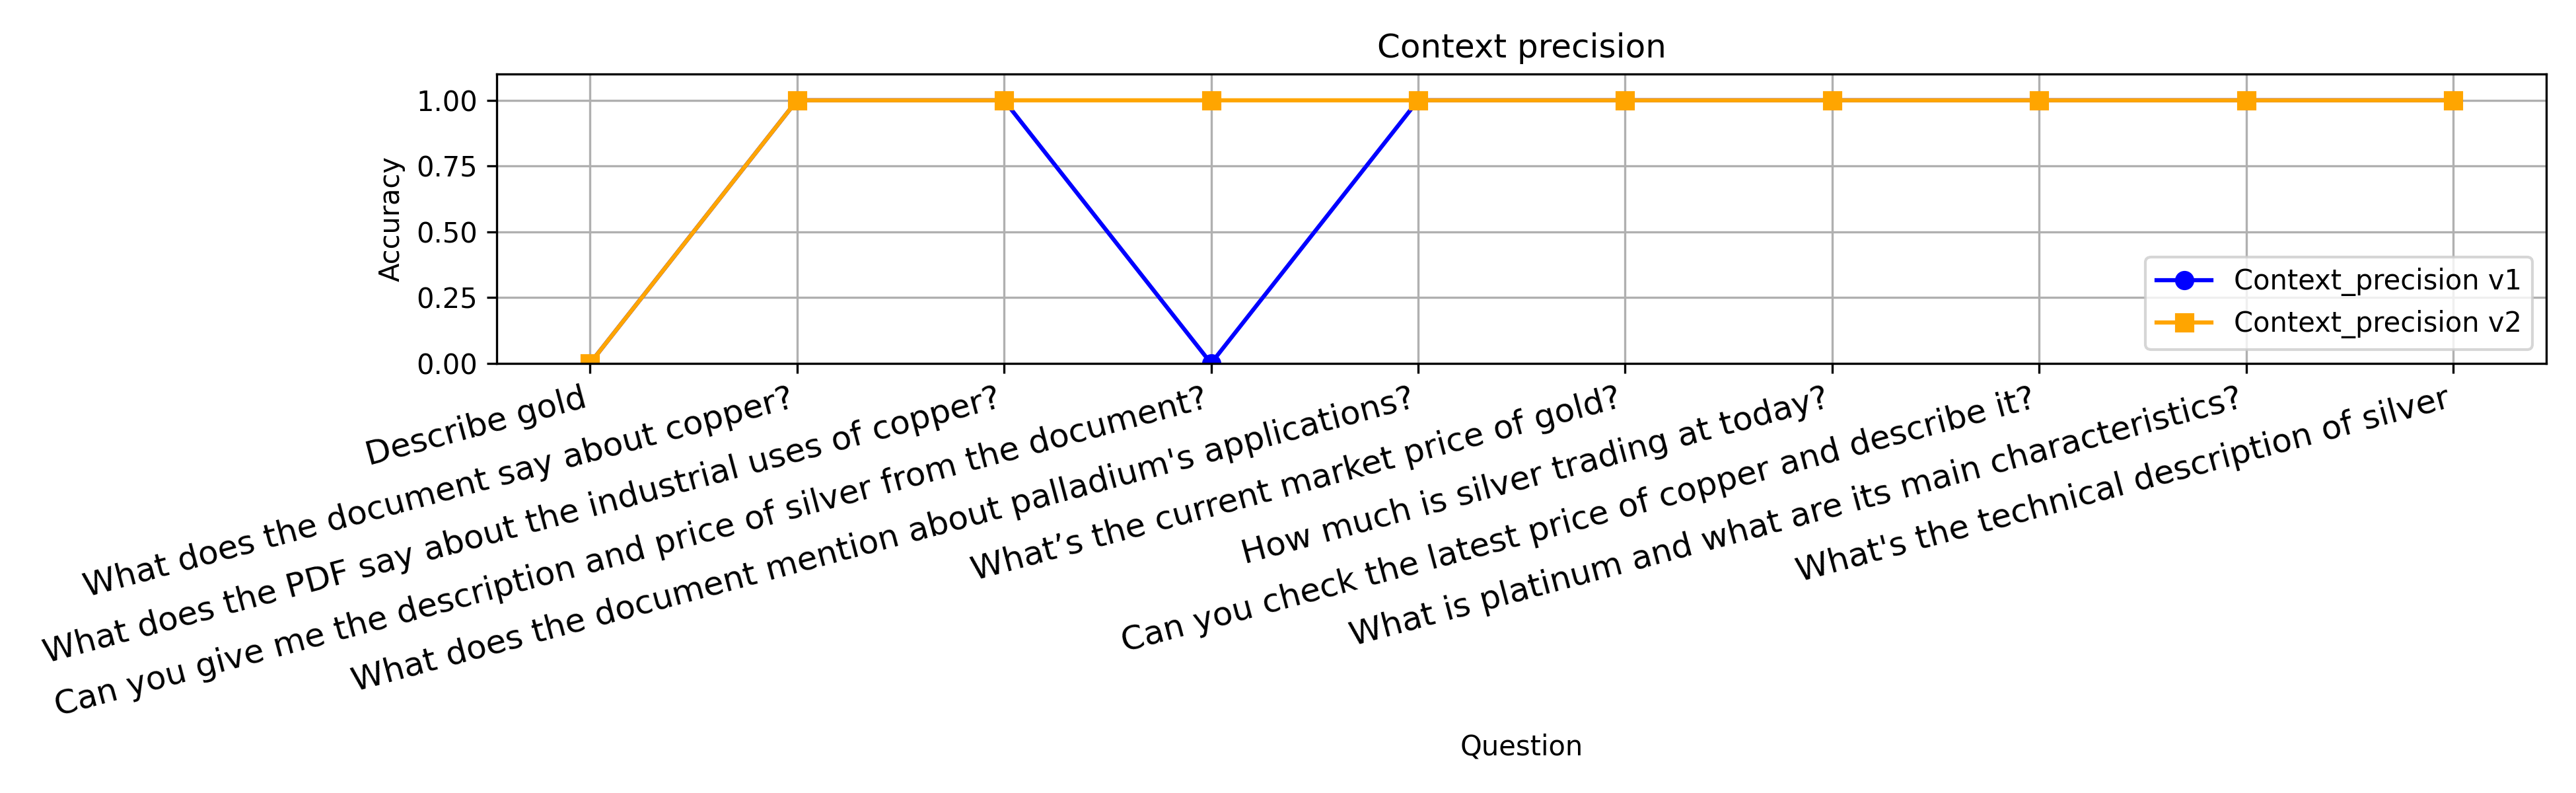 Context precision
Accuracy
1.00
0.75
0.50
0.25
0.00
Context_precision v1
Context_precision v2
Describe gold
What does the document say about copper?
What does the PDF say about the industrial uses of copper?
Can you give me the description and price of silver from the document?
What does the document mention about palladium's applications?
What’s the current market price of gold?
How much is silver trading at today?
Can you check the latest price of copper and describe it?
What is platinum and what are its main characteristics?
What's the technical description of silver
Question